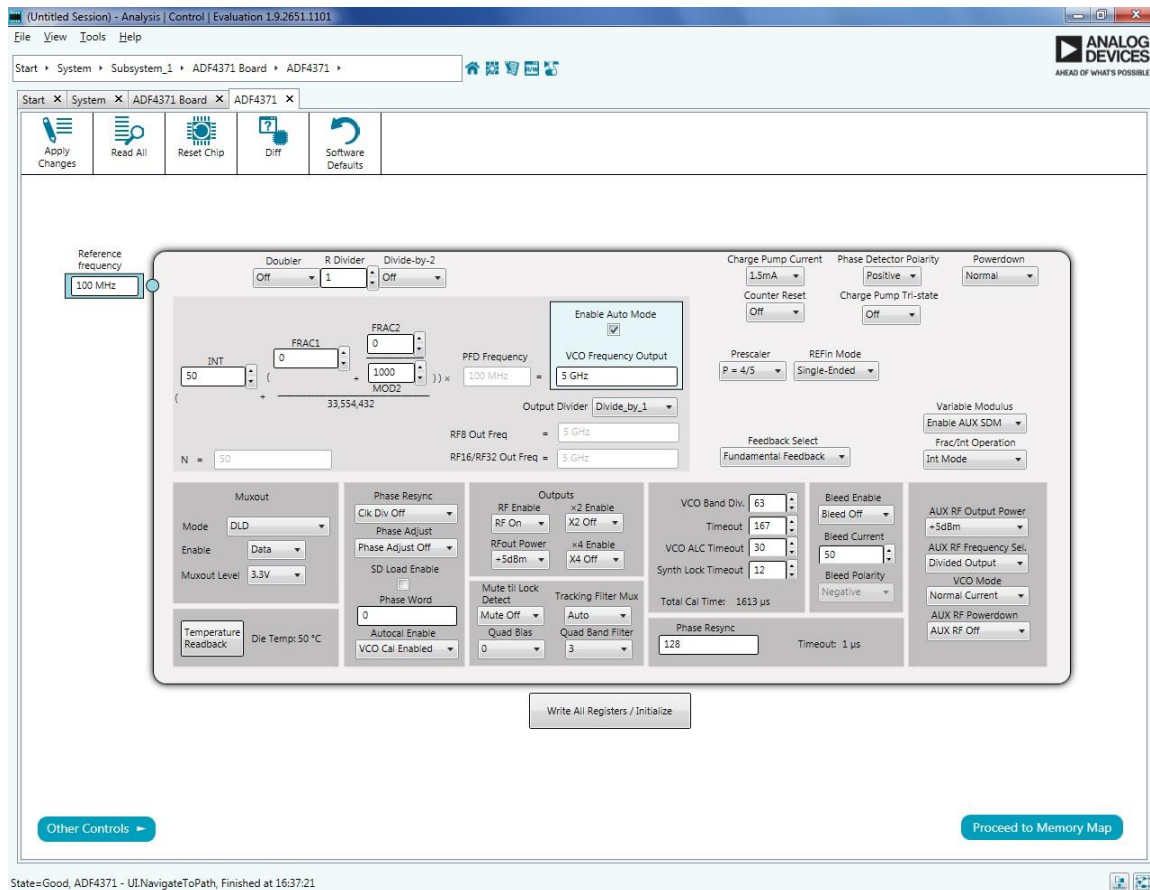 (Untitled Session) - Analysis | Control | Evaluation 1.9.2651.1101
File View Tools Help
ANALOG
DEVICES
AHEAD OF WHAT'S POSSIBLE
Start System Subsystem_1 ADF4371 Board ADF4371
Start System ADF4371 Board ADF4371
Apply Changes
Read All
Reset Chip
Diff
Software Defaults
Reference frequency
100 MHz
Doubler R Divider Divide-by-2
Off 1 Off
Charge Pump Current Phase Detector Polarity Powerdown
1.5mA Positive Normal
Counter Reset Charge Pump Tri-state
Off Off
Enable Auto Mode
FRAC2
0
FRAC1
0
INT
50
1000
MOD2
( + ( + )) ×
33,554,432
PFD Frequency
100 MHz =
VCO Frequency Output
5 GHz
Prescaler REFin Mode
P = 4/5 Single-Ended
Output Divider Divide_by_1
RF8 Out Freq = 5 GHz
RF16/RF32 Out Freq = 5 GHz
N = 50
Feedback Select
Fundamental Feedback
Variable Modulus
Enable AUX SDM
Frac/Int Operation
Int Mode
Muxout
Mode DLD
Enable Data
Muxout Level 3.3V
Temperature Readback
Die Temp: 50 °C
Phase Resync
Clk Div Off
Phase Adjust
Phase Adjust Off
SD Load Enable
Phase Word
0
Autocal Enable
VCO Cal Enabled
Outputs
RF Enable ×2 Enable
RF On X2 Off
RFout Power ×4 Enable
+5dBm X4 Off
Mute til Lock Detect
Mute Off
Tracking Filter Mux
Auto
Quad Bias Quad Band Filter
0 3
VCO Band Div. 63
Timeout 167
VCO ALC Timeout 30
Synth Lock Timeout 12
Total Cal Time: 1613 µs
Bleed Enable
Bleed Off
Bleed Current
50
Bleed Polarity
Negative
Phase Resync
128
Timeout: 1 µs
AUX RF Output Power
+5dBm
AUX RF Frequency Sel.
Divided Output
VCO Mode
Normal Current
AUX RF Powerdown
AUX RF Off
Write All Registers / Initialize
Other Controls
Proceed to Memory Map
State=Good, ADF4371 - UI.NavigateToPath, Finished at 16:37:21